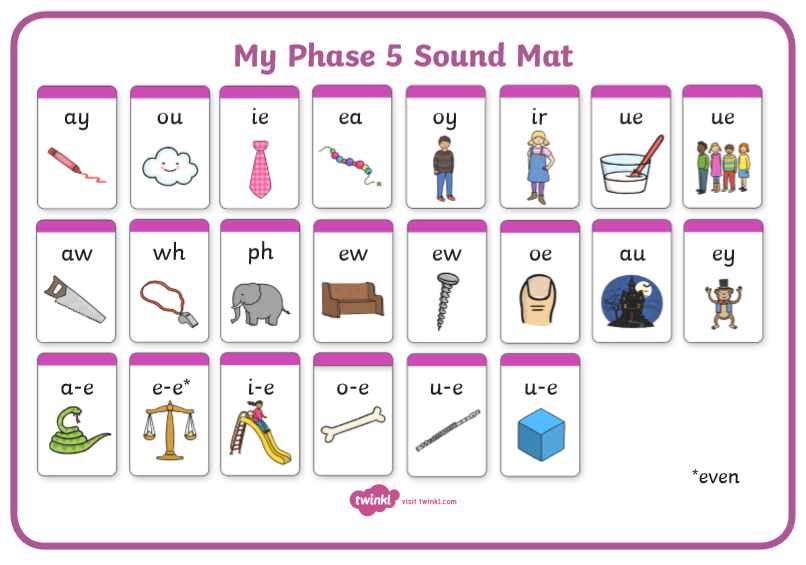 My Phase 5 Sound Mat
ay ou ie ea oy ir ue ue
aw wh ph ew ew oe au ey
a-e e-e* i-e o-e u-e u-e
*even
twinkl visit twinkl.com